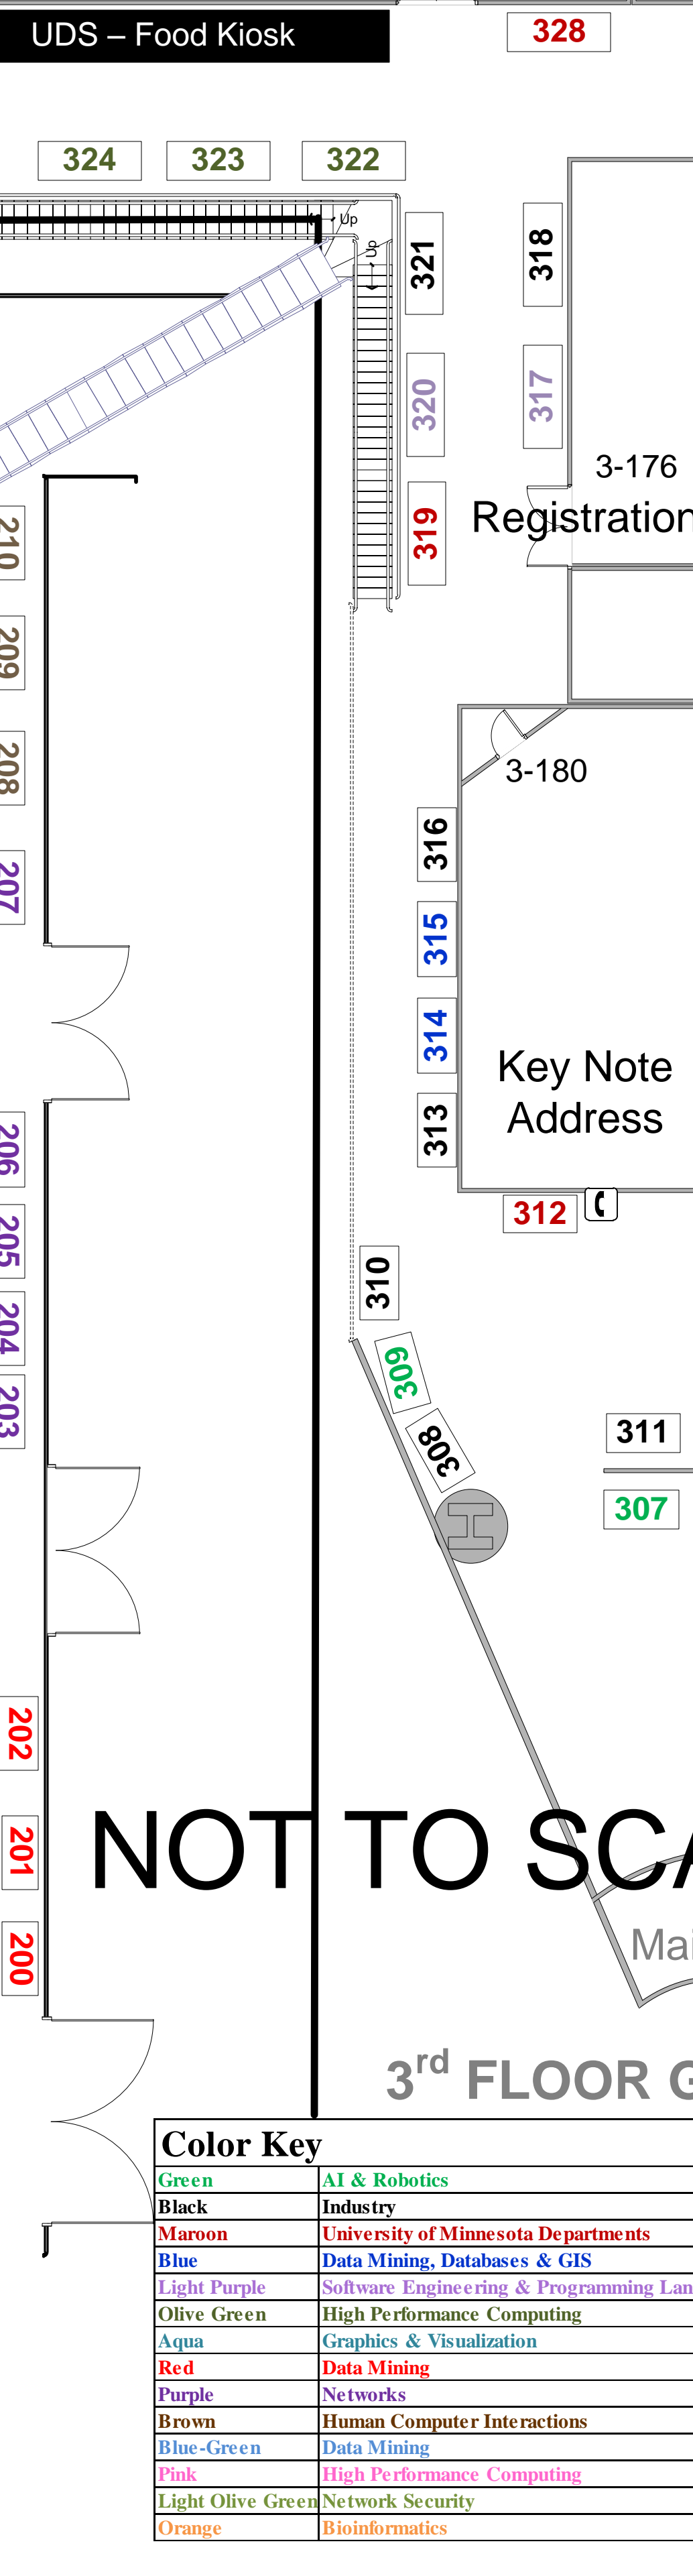 UDS – Food Kiosk
328
324
323
322
Up
Up
321
318
320
317
3-176
Registration
319
210
209
208
3-180
316
207
315
314
Key Note
Address
313
206
312
205
310
204
309
203
308
311
307
202
201
NOT TO SCA
200
Mai
3rd FLOOR G
Color Key
Green AI & Robotics
Black Industry
Maroon University of Minnesota Departments
Blue Data Mining, Databases & GIS
Light Purple Software Engineering & Programming Lan
Olive Green High Performance Computing
Aqua Graphics & Visualization
Red Data Mining
Purple Networks
Brown Human Computer Interactions
Blue-Green Data Mining
Pink High Performance Computing
Light Olive Green Network Security
Orange Bioinformatics